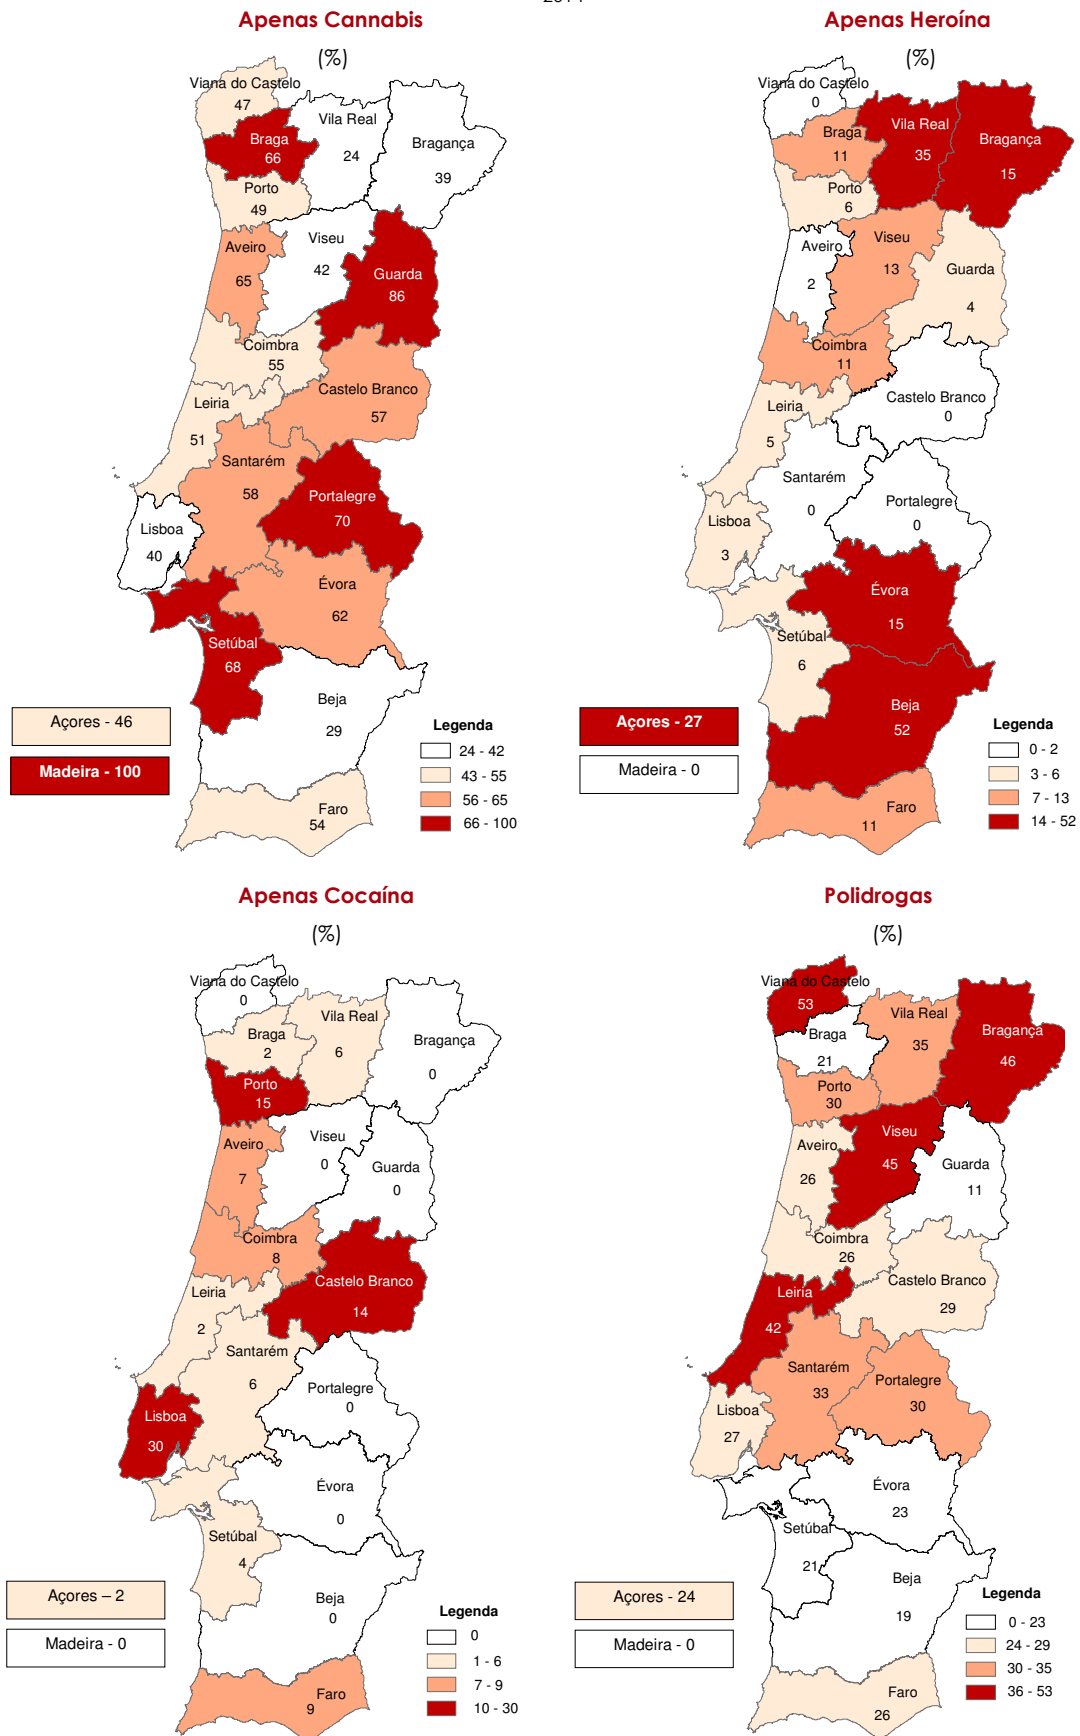 Apenas Cannabis
(%)
Viana do Castelo
47
Braga
66
Vila Real
24
Bragança
39
Porto
49
Aveiro
65
Viseu
42
Guarda
86
Coimbra
55
Castelo Branco
57
Leiria
51
Santarém
58
Portalegre
70
Lisboa
40
Évora
62
Setúbal
68
Beja
29
Faro
54
Açores - 46
Madeira - 100
Legenda
24 - 42
43 - 55
56 - 65
66 - 100
Apenas Heroína
(%)
Viana do Castelo
0
Braga
11
Vila Real
35
Bragança
15
Porto
6
Aveiro
2
Viseu
13
Guarda
4
Coimbra
11
Castelo Branco
0
Leiria
5
Santarém
0
Portalegre
0
Lisboa
3
Évora
15
Setúbal
6
Beja
52
Faro
11
Açores - 27
Madeira - 0
Legenda
0 - 2
3 - 6
7 - 13
14 - 52
Apenas Cocaína
(%)
Viana do Castelo
0
Braga
2
Vila Real
6
Bragança
0
Porto
15
Aveiro
7
Viseu
0
Guarda
0
Coimbra
8
Castelo Branco
14
Leiria
2
Santarém
6
Portalegre
0
Lisboa
30
Évora
0
Setúbal
4
Beja
0
Faro
9
Açores – 2
Madeira - 0
Legenda
0
1 - 6
7 - 9
10 - 30
Polidrogas
(%)
Viana do Castelo
53
Braga
21
Vila Real
35
Bragança
46
Porto
30
Aveiro
26
Viseu
45
Guarda
11
Coimbra
26
Castelo Branco
29
Leiria
42
Santarém
33
Portalegre
30
Lisboa
27
Évora
23
Setúbal
21
Beja
19
Faro
26
Açores - 24
Madeira - 0
Legenda
0 - 23
24 - 29
30 - 35
36 - 53